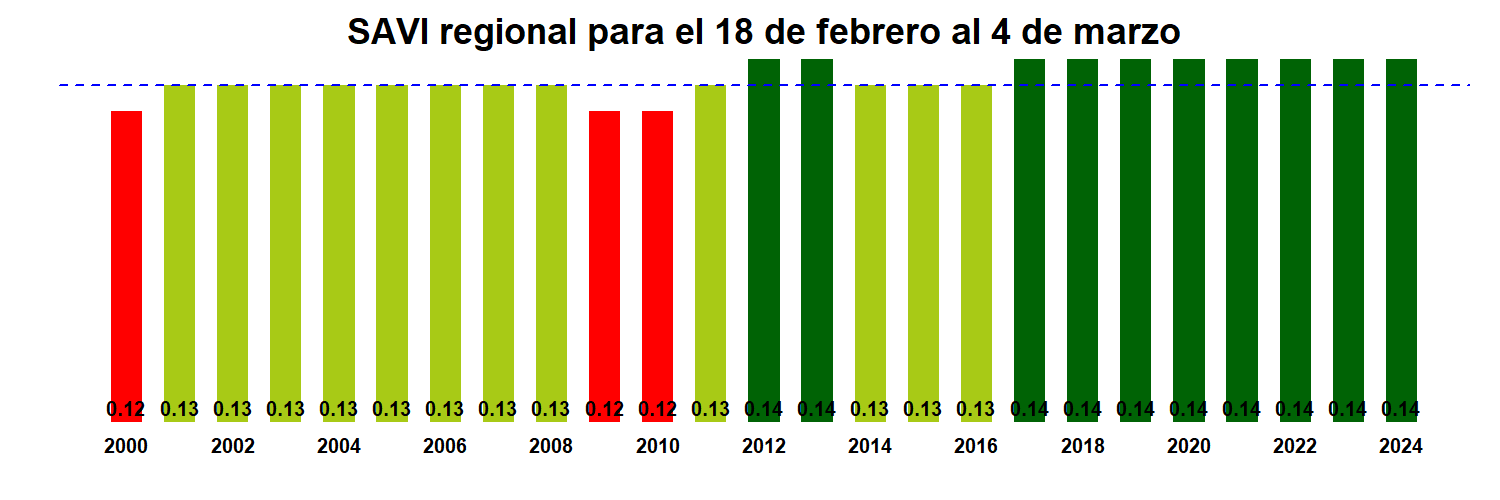 SAVI regional para el 18 de febrero al 4 de marzo
0.12 0.13 0.13 0.13 0.13 0.13 0.13 0.13 0.13 0.12 0.12 0.13 0.14 0.14 0.13 0.13 0.13 0.14 0.14 0.14 0.14 0.14 0.14 0.14 0.14
2000 2002 2004 2006 2008 2010 2012 2014 2016 2018 2020 2022 2024